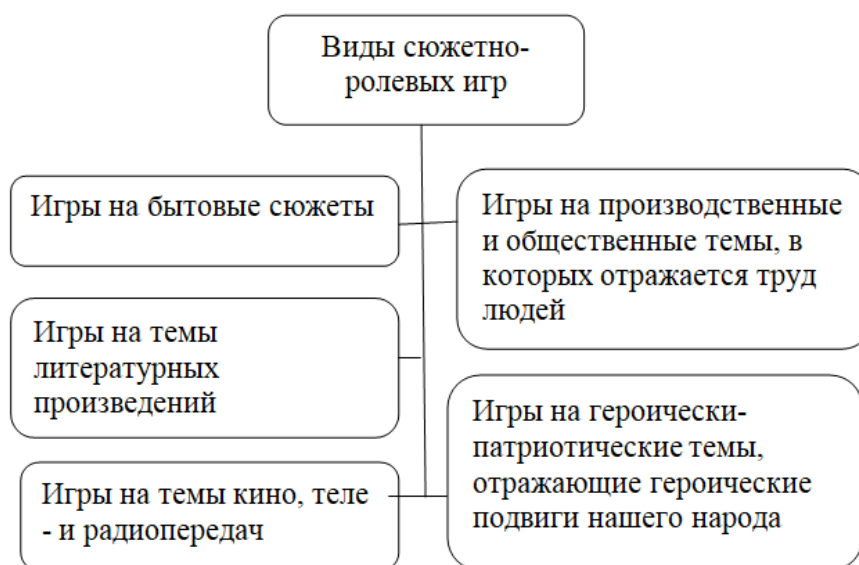 Виды сюжетно-
ролевых игр
Игры на бытовые сюжеты
Игры на производственные
и общественные темы, в
которых отражается труд
людей
Игры на темы
литературных
произведений
Игры на героически-
патриотические темы,
отражающие героические
подвиги нашего народа
Игры на темы кино, теле
- и радиопередач